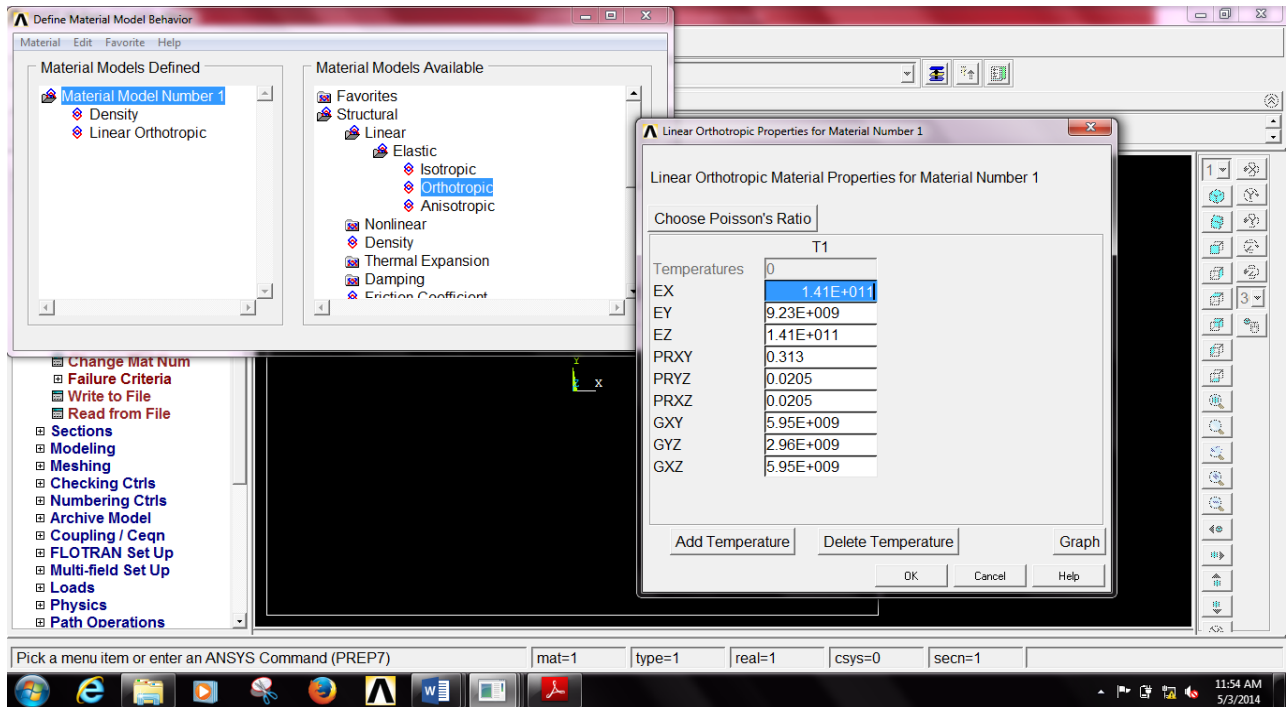 Define Material Model Behavior
Material Edit Favorite Help
Material Models Defined
Material Model Number 1
Density
Linear Orthotropic
Material Models Available
Favorites
Structural
Linear
Elastic
Isotropic
Orthotropic
Anisotropic
Nonlinear
Density
Thermal Expansion
Damping
Friction Coefficient
Linear Orthotropic Properties for Material Number 1
Linear Orthotropic Material Properties for Material Number 1
Choose Poisson's Ratio
T1
Temperatures 0
EX 1.41E+011
EY 9.23E+009
EZ 1.41E+011
PRXY 0.313
PRYZ 0.0205
PRXZ 0.0205
GXY 5.95E+009
GYZ 2.96E+009
GXZ 5.95E+009
Add Temperature Delete Temperature Graph
OK Cancel Help
1
3
Change Mat Num
Failure Criteria
Write to File
Read from File
Sections
Modeling
Meshing
Checking Ctrls
Numbering Ctrls
Archive Model
Coupling / Ceqn
FLOTRAN Set Up
Multi-field Set Up
Loads
Physics
Path Operations
Y
Z X
Pick a menu item or enter an ANSYS Command (PREP7) mat=1 type=1 real=1 csys=0 secn=1
11:54 AM
5/3/2014